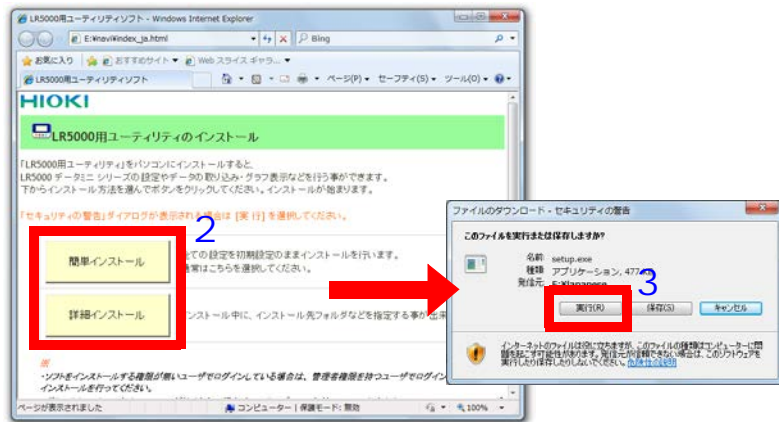 LR5000用ユーティリティソフト - Windows Internet Explorer
E:¥navi¥index_ja.html
Bing
お気に入り
おすすめサイト
Web スライス ギャラ...
LR5000用ユーティリティソフト
ページ(P)
セーフティ(S)
ツール(O)
HIOKI
LR5000用ユーティリティのインストール
「LR5000用ユーティリティ」をパソコンにインストールすると、
LR5000 データミニ シリーズの設定やデータの取り込み・グラフ表示などを行う事ができます。
下からインストール方法を選んでボタンをクリックしてください。インストールが始まります。
「セキュリティの警告」ダイアログが表示された場合は [実行] を選択してください。
2
簡単インストール
全ての設定を初期設定のままインストールを行います。
通常はこちらを選択してください。
詳細インストール
インストール中に、インストール先フォルダなどを指定する事が出来
・ソフトをインストールする権限が無いユーザでログインしている場合は、管理者権限を持つユーザでログイン
インストールを行ってください。
ページが表示されました
コンピューター | 保護モード: 無効
100%
ファイルのダウンロード - セキュリティの警告
このファイルを実行または保存しますか?
名前: setup.exe
種類: アプリケーション, 477 KB
発信元: E:¥Japanese
3
実行(R)
保存(S)
キャンセル
インターネットのファイルは役に立ちますが、このファイルの種類はコンピューターに問
題を起こす可能性があります。発信元が信頼できない場合は、このソフトウェアを
実行したり保存したりしないでください。危険性の説明